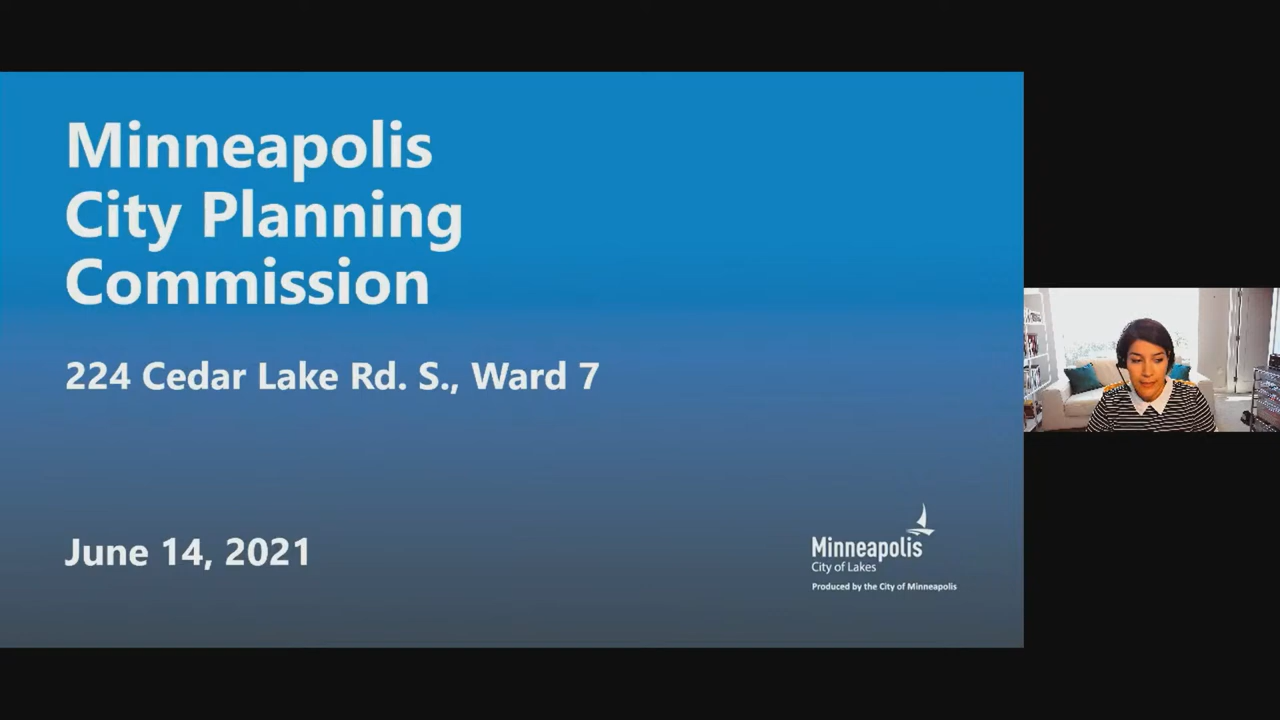 Minneapolis
City Planning
Commission
224 Cedar Lake Rd. S., Ward 7
June 14, 2021
Minneapolis
City of Lakes
Produced by the City of Minneapolis